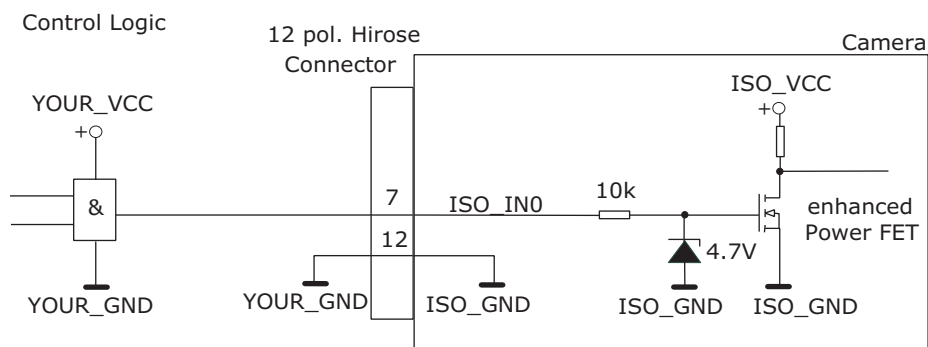 Control Logic
12 pol. Hirose
Connector
Camera
YOUR_VCC
+
ISO_VCC
+
&
7
ISO_IN0
10k
enhanced
Power FET
12
4.7V
YOUR_GND
YOUR_GND
ISO_GND
ISO_GND
ISO_GND